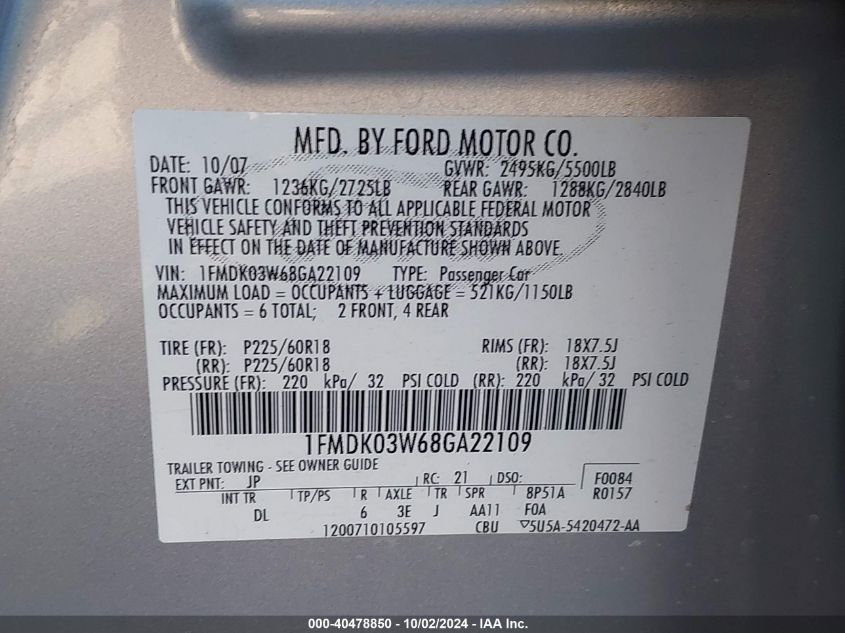 MFD. BY FORD MOTOR CO.
DATE: 10/07 GVWR: 2495KG/5500LB
FRONT GAWR: 1236KG/2725LB REAR GAWR: 1288KG/2840LB
THIS VEHICLE CONFORMS TO ALL APPLICABLE FEDERAL MOTOR
VEHICLE SAFETY AND THEFT PREVENTION STANDARDS
IN EFFECT ON THE DATE OF MANUFACTURE SHOWN ABOVE.
VIN: 1FMDK03W68GA22109 TYPE: Passenger Car
MAXIMUM LOAD = OCCUPANTS + LUGGAGE = 521KG/1150LB
OCCUPANTS = 6 TOTAL; 2 FRONT, 4 REAR
TIRE (FR): P225/60R18 RIMS (FR): 18X7.5J
(RR): P225/60R18 (RR): 18X7.5J
PRESSURE (FR): 220 kPa/ 32 PSI COLD (RR): 220 kPa/ 32 PSI COLD
1FMDK03W68GA22109
TRAILER TOWING - SEE OWNER GUIDE
EXT PNT: JP RC: 21 DSO: F0084
INT TR TP/PS R AXLE TR SPR 8P51A R0157
DL 6 3E J AA11 FOA
1200710105597 CBU ▽5U5A-5420472-AA
000-40478850 - 10/02/2024 - IAA Inc.